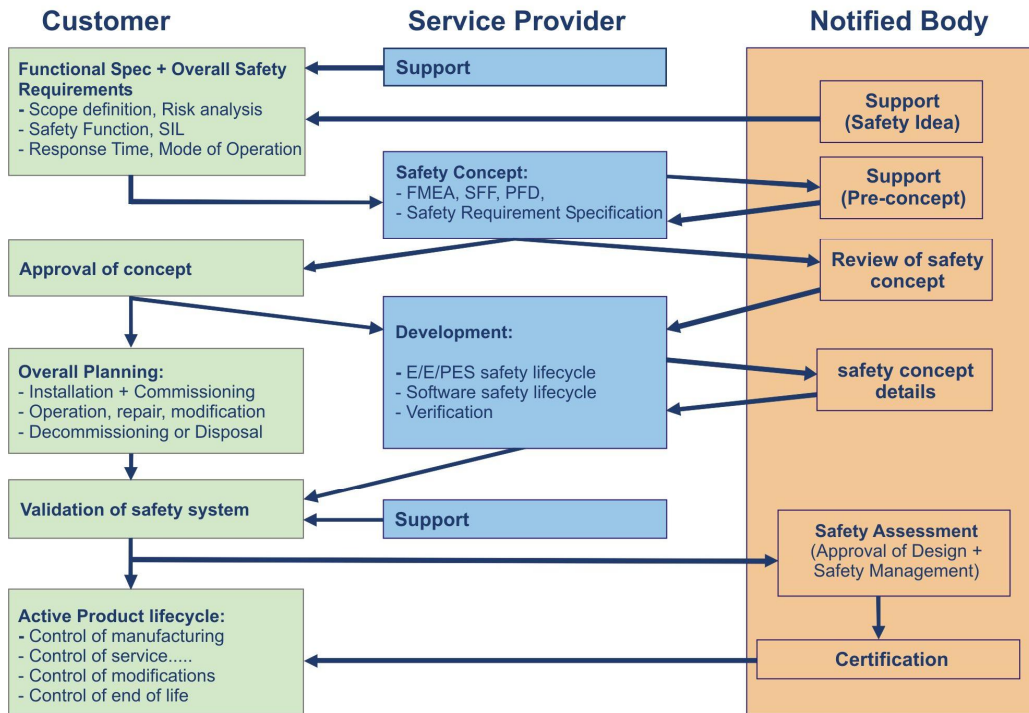 Customer
Service Provider
Notified Body
Functional Spec + Overall Safety
Requirements
- Scope definition, Risk analysis
- Safety Function, SIL
- Response Time, Mode of Operation
Support
Support
(Safety Idea)
Safety Concept:
- FMEA, SFF, PFD,
- Safety Requirement Specification
Support
(Pre-concept)
Approval of concept
Review of safety
concept
Development:
- E/E/PES safety lifecycle
- Software safety lifecycle
- Verification
Overall Planning:
- Installation + Commissioning
- Operation, repair, modification
- Decommissioning or Disposal
safety concept
details
Validation of safety system
Support
Safety Assessment
(Approval of Design +
Safety Management)
Active Product lifecycle:
- Control of manufacturing
- Control of service.....
- Control of modifications
- Control of end of life
Certification